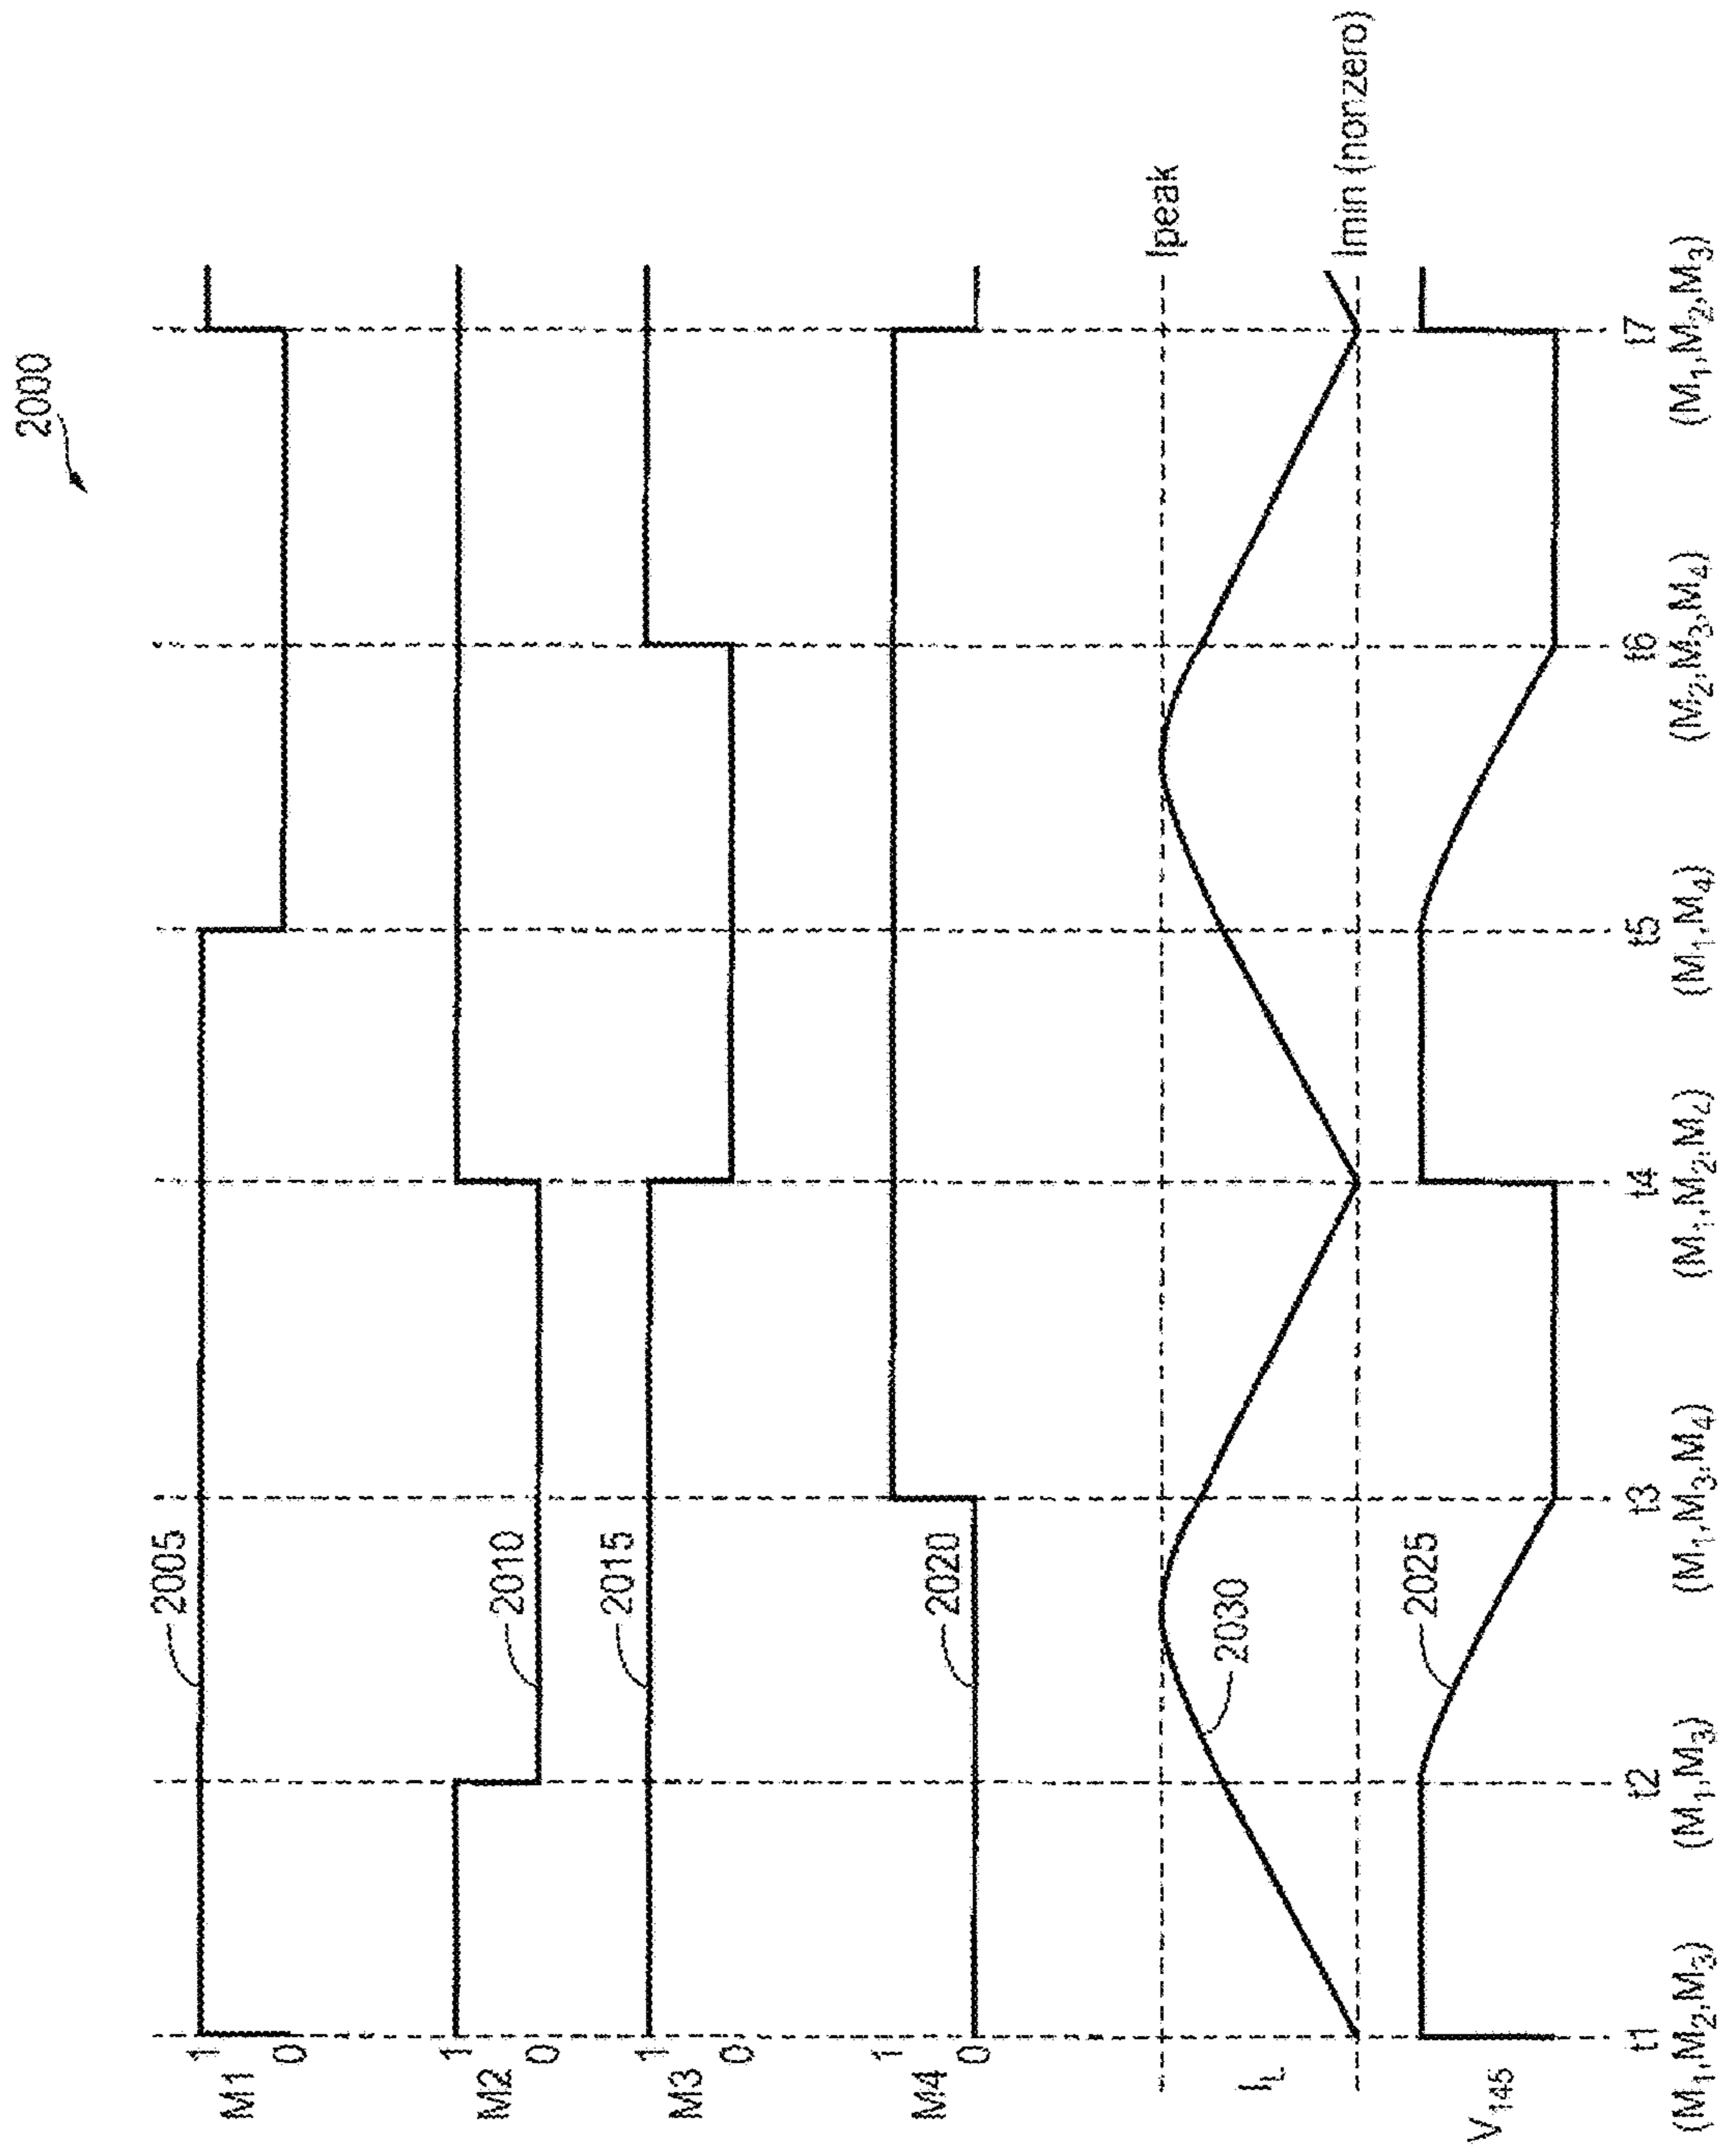 2000
M1
1
0
2005
M2
1
0
2010
M3
1
0
2015
M4
1
0
2020
Ipeak
I_L
2030
Imin (nonzero)
V_145
2025
t1 t2 t3 t4 t5 t6 t7
(M₁,M₂,M₃) (M₁,M₃) (M₁,M₃,M₄) (M₁,M₂,M₄) (M₁,M₄) (M₂,M₃,M₄) (M₁,M₂,M₃)